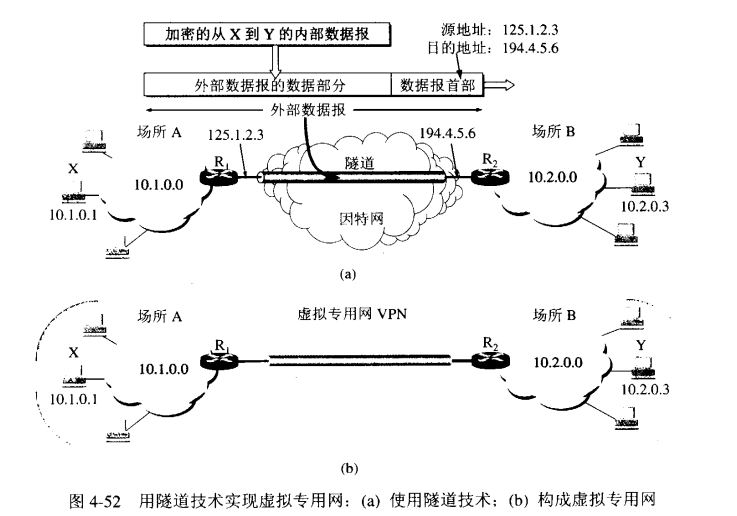 加密的从 X 到 Y 的内部数据报
源地址：125.1.2.3
目的地址：194.4.5.6
外部数据报的数据部分 数据报首部
外部数据报
场所 A 125.1.2.3 194.4.5.6 场所 B
X R 隧道 R2 Y
10.1.0.0 10.2.0.0
10.1.0.1 因特网 10.2.0.3
(a)
场所 A 虚拟专用网 VPN 场所 B
X R R2 Y
10.1.0.0 10.2.0.0
10.1.0.1 10.2.0.3
(b)
图 4-52 用隧道技术实现虚拟专用网：(a) 使用隧道技术；(b) 构成虚拟专用网